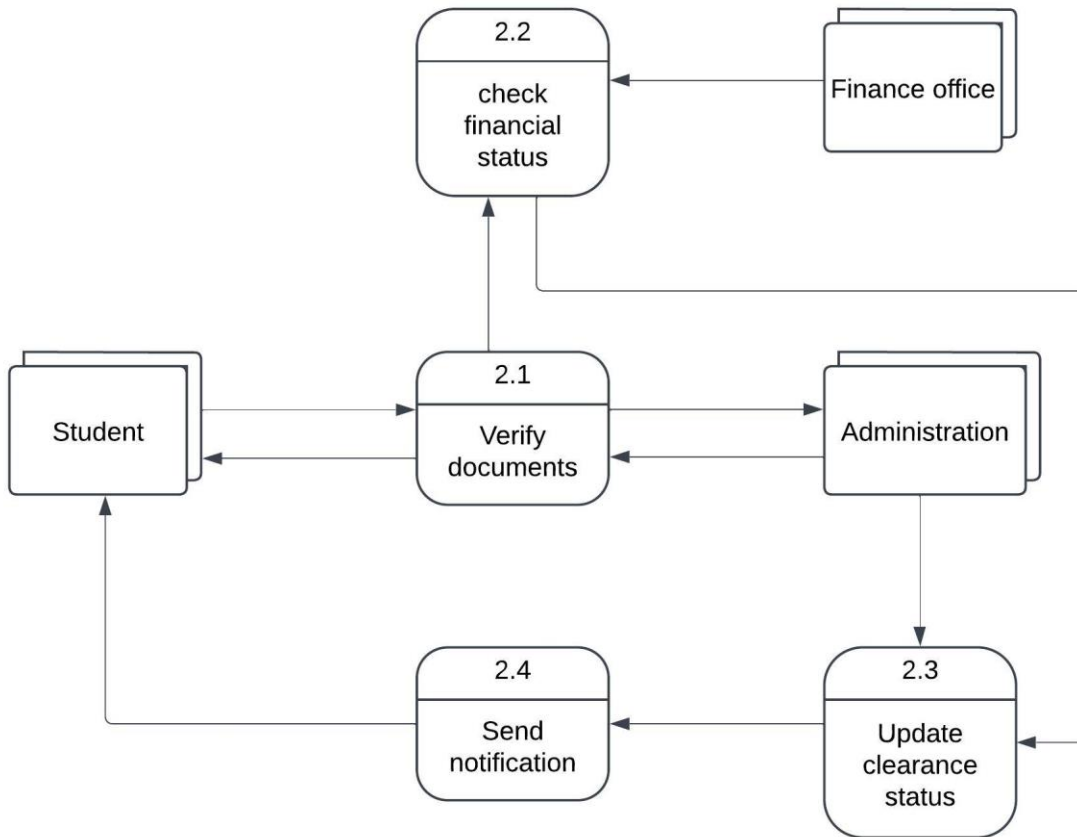 2.2
check
financial
status
Finance office
2.1
Verify
documents
Student
Administration
2.4
Send
notification
2.3
Update
clearance
status